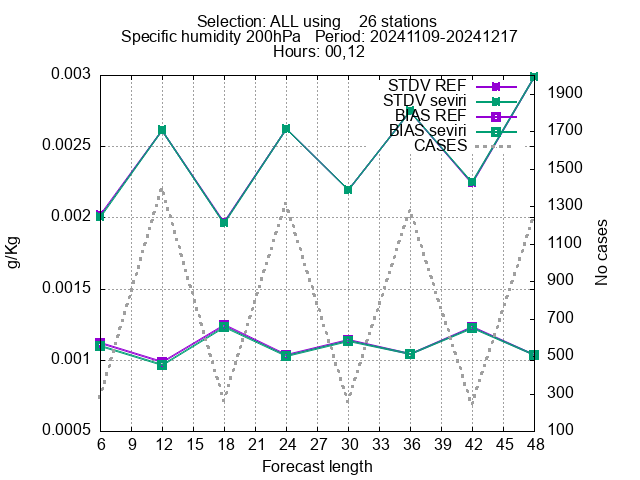 Selection: ALL using    26 stations
Specific humidity 200hPa   Period: 20241109-20241217
Hours: 00,12
STDV REF
STDV seviri
BIAS REF
BIAS seviri
CASES
g/Kg
0.003
0.0025
0.002
0.0015
0.001
0.0005
No cases
1900
1700
1500
1300
1100
900
700
500
300
100
6 9 12 15 18 21 24 27 30 33 36 39 42 45 48
Forecast length